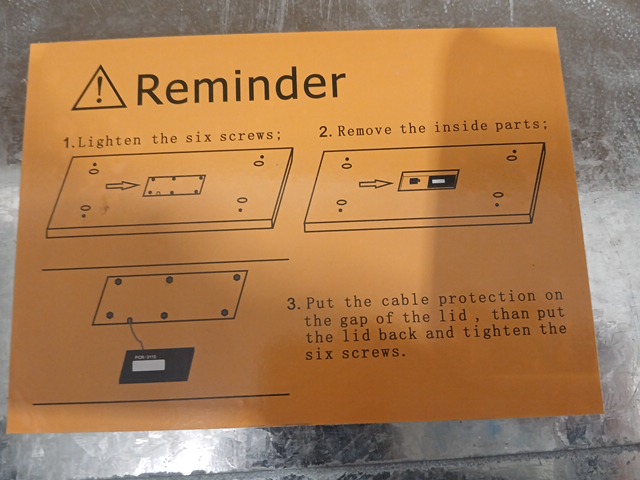 Reminder
1.Lighten the six screws;
2. Remove the inside parts;
3. Put the cable protection on
the gap of the lid , than put
the lid back and tighten the
six screws.